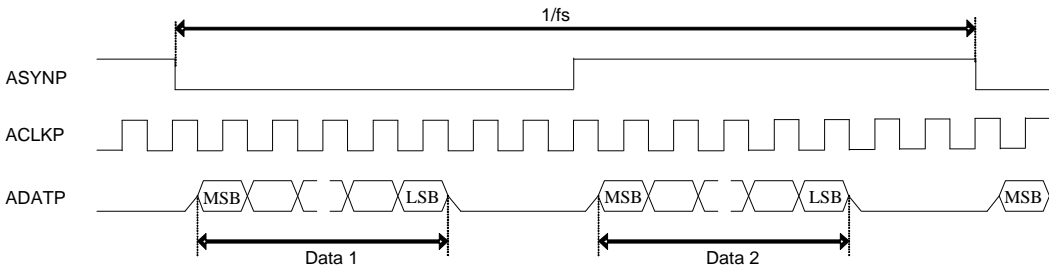 1/fs
ASYNP
ACLKP
ADATP
MSB LSB MSB LSB MSB
Data 1 Data 2